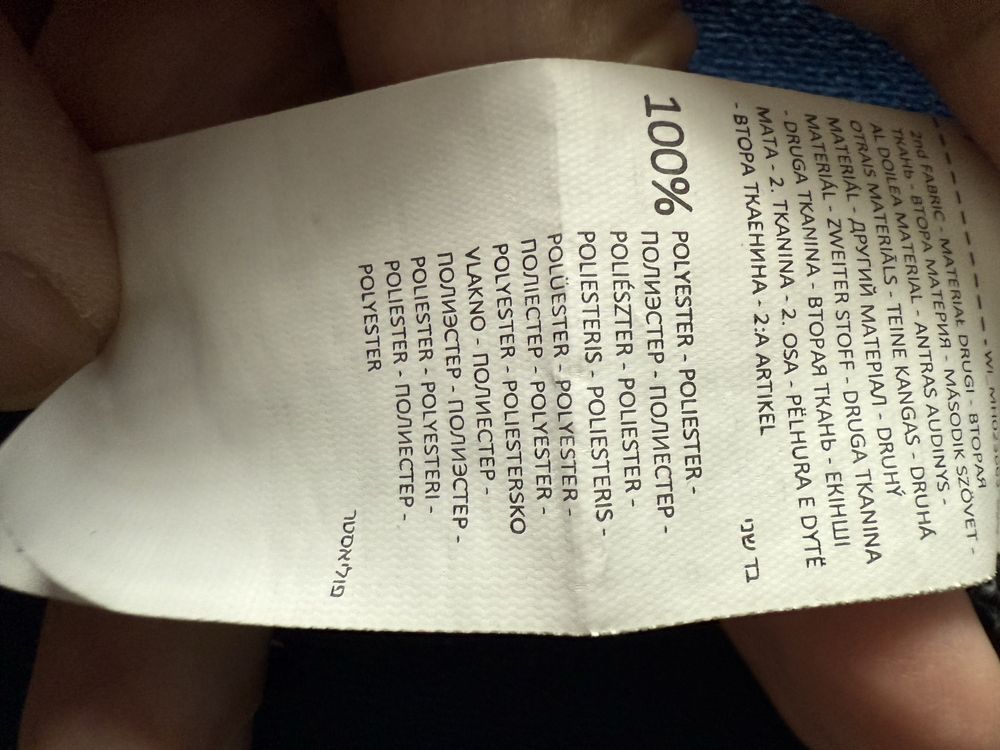 2nd FABRIC - MATERIAŁ DRUGI - ВТОРАЯ
ТКАНЬ - ВТОРА МАТЕРИЯ - MÁSODIK SZÖVET -
AL DOILEA MATERIAL - ANTRAS AUDINYS -
OTRAIS MATERIĀLS - TEINE KANGAS - DRUHÁ
MATERIÁL - ДРУГИЙ МАТЕРІАЛ - DRUHÝ
MATERIÁL - ZWEITER STOFF - DRUGA TKANINA
- DRUGA TKANINA - ВТОРАЯ ТКАНЬ - ЕКІНШІ
МАТА - 2. TKANINA - 2. OSA - PËLHURA E DYTË
- ВТОРА ТКАЕНИНА - 2:A ARTIKEL
בד שני
100% POLYESTER - POLIESTER -
ПОЛИЭСТЕР - ПОЛИЕСТЕР -
POLIÉSZTER - POLIESTER -
POLIESTERIS - POLIESTERIS -
POLÜESTER - POLYESTER -
ПОЛІЕСТЕР - POLYESTER -
POLYESTER - POLIESTERSKO
VLAKNO - ПОЛИЕСТЕР -
ПОЛИЭСТЕР - ПОЛИЭСТЕР -
POLIESTER - POLYESTERI -
POLIESTER - ПОЛИЕСТЕР -
POLYESTER
פוליאסטר